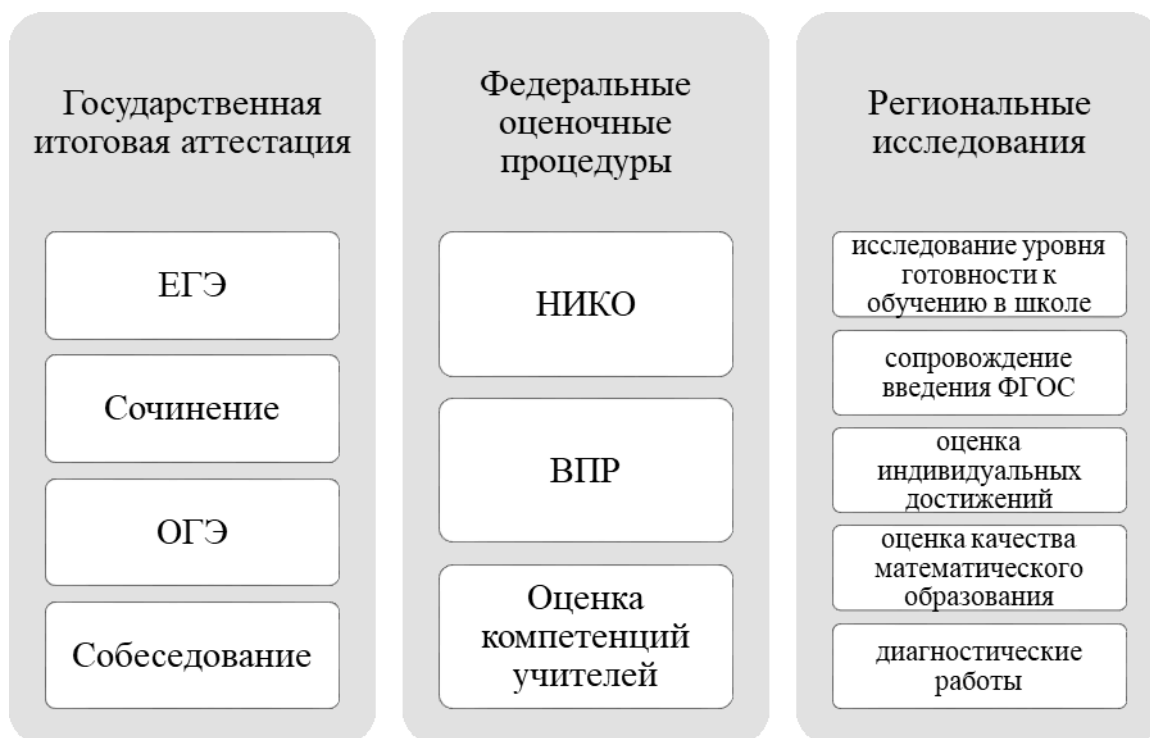 Государственная
итоговая аттестация
ЕГЭ
Сочинение
ОГЭ
Собеседование
Федеральные
оценочные
процедуры
НИКО
ВПР
Оценка
компетенций
учителей
Региональные
исследования
исследование уровня
готовности к
обучению в школе
сопровождение
введения ФГОС
оценка
индивидуальных
достижений
оценка качества
математического
образования
диагностические
работы